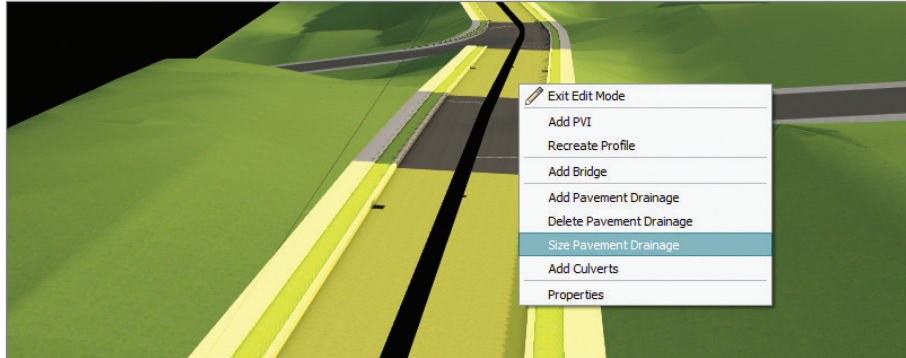 Exit Edit Mode
Add PVI
Recreate Profile
Add Bridge
Add Pavement Drainage
Delete Pavement Drainage
Size Pavement Drainage
Add Culverts
Properties